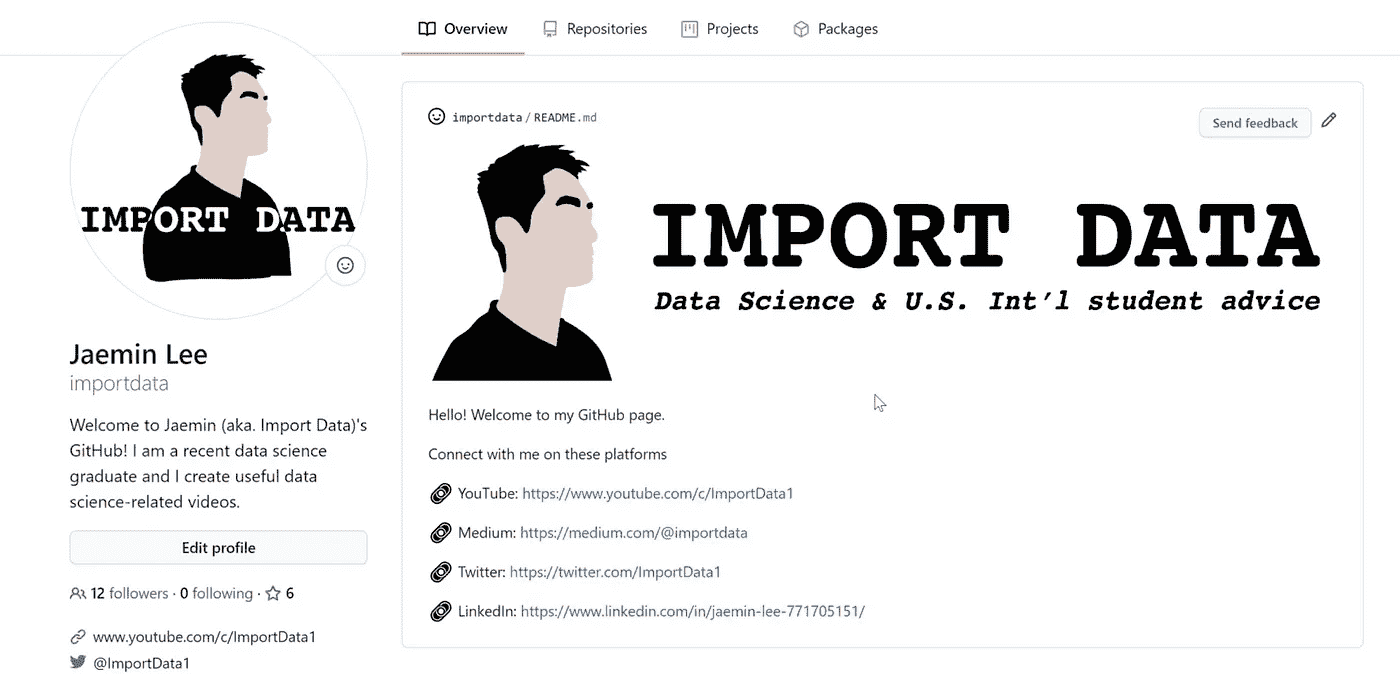 Overview Repositories Projects Packages
IMPORT DATA
Jaemin Lee
importdata
Welcome to Jaemin (aka. Import Data)'s
GitHub! I am a recent data science
graduate and I create useful data
science-related videos.
Edit profile
12 followers · 0 following · 6
www.youtube.com/c/ImportData1
@ImportData1
importdata/README.md
Send feedback
IMPORT DATA
Data Science & U.S. Int'l student advice
Hello! Welcome to my GitHub page.
Connect with me on these platforms
YouTube: https://www.youtube.com/c/ImportData1
Medium: https://medium.com/@importdata
Twitter: https://twitter.com/ImportData1
LinkedIn: https://www.linkedin.com/in/jaemin-lee-771705151/